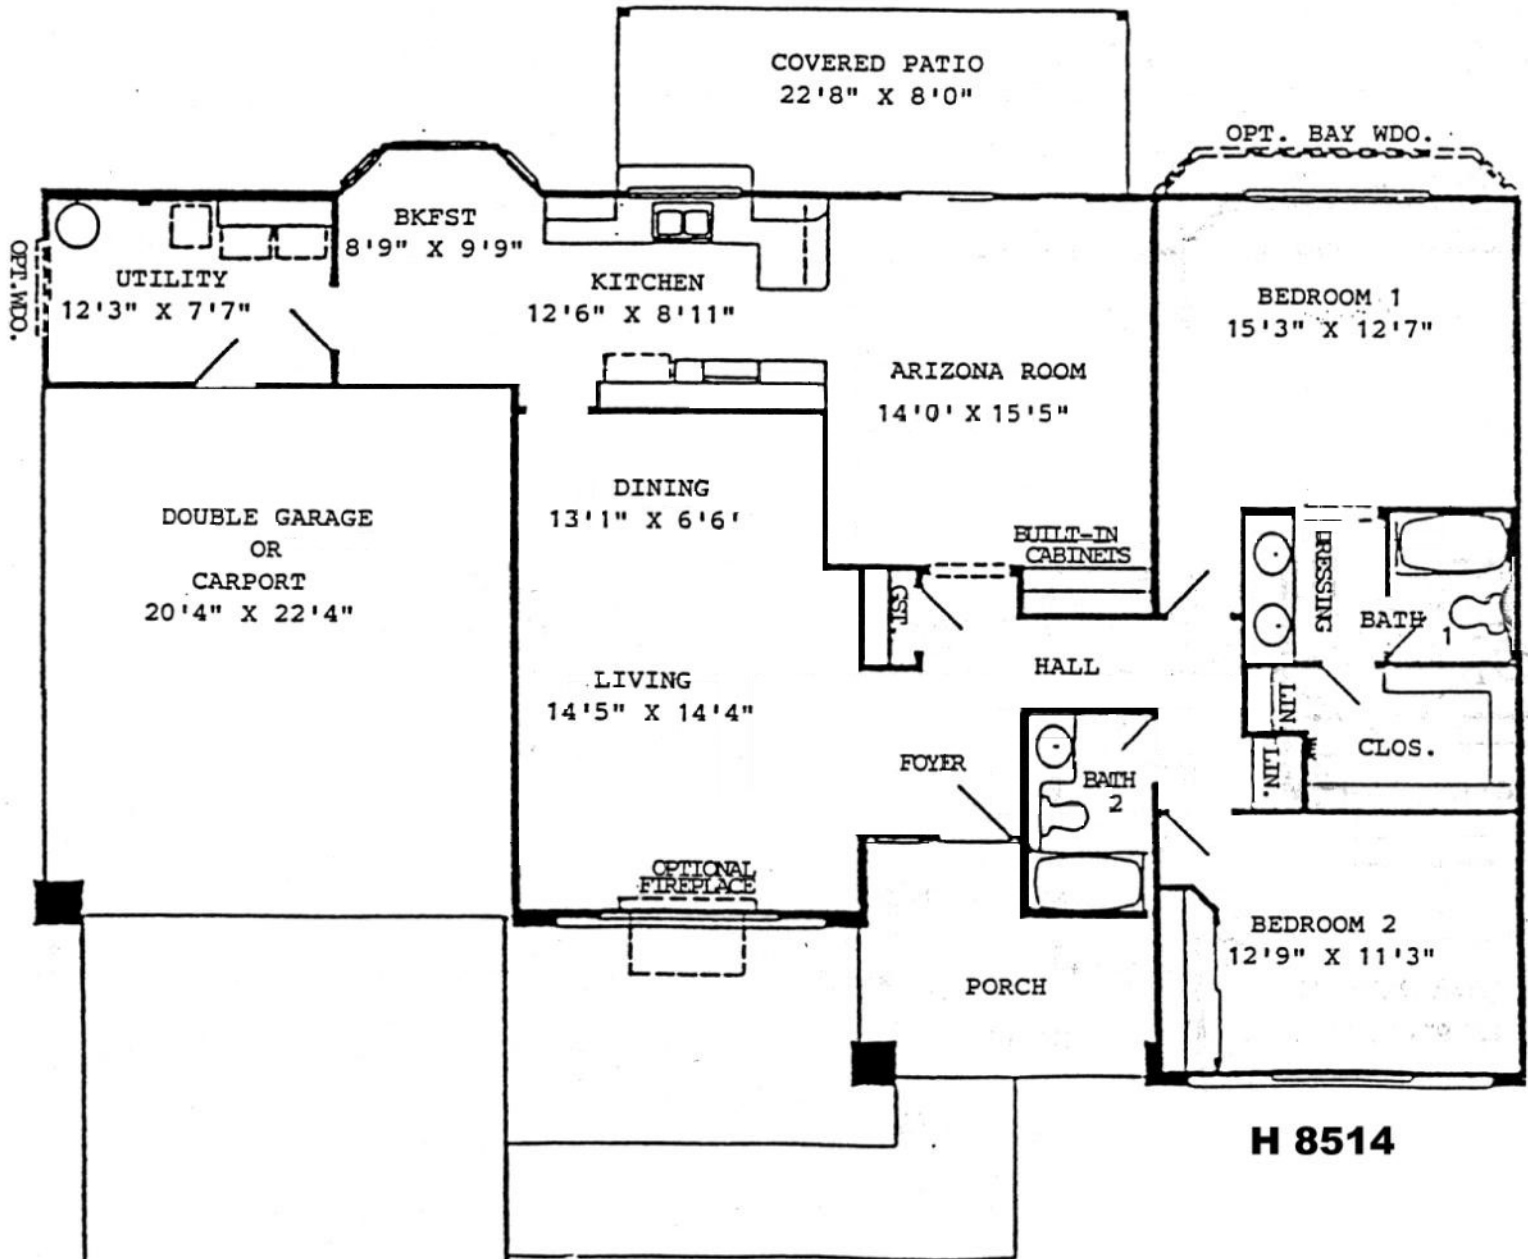 COVERED PATIO
22'8" X 8'0"
OPT. BAY WDO.
BKFST
8'9" X 9'9"
OPT. WDO.
UTILITY
12'3" X 7'7"
KITCHEN
12'6" X 8'11"
BEDROOM 1
15'3" X 12'7"
ARIZONA ROOM
14'0' X 15'5"
DINING
13'1" X 6'6'
DOUBLE GARAGE
OR
CARPORT
20'4" X 22'4"
BUILT-IN
CABINETS
DRESSING
GST.
BATH
1
HALL
LIVING
14'5" X 14'4"
LIN.
CLOS.
LIN.
FOYER
BATH
2
OPTIONAL
FIREPLACE
BEDROOM 2
12'9" X 11'3"
PORCH
H 8514